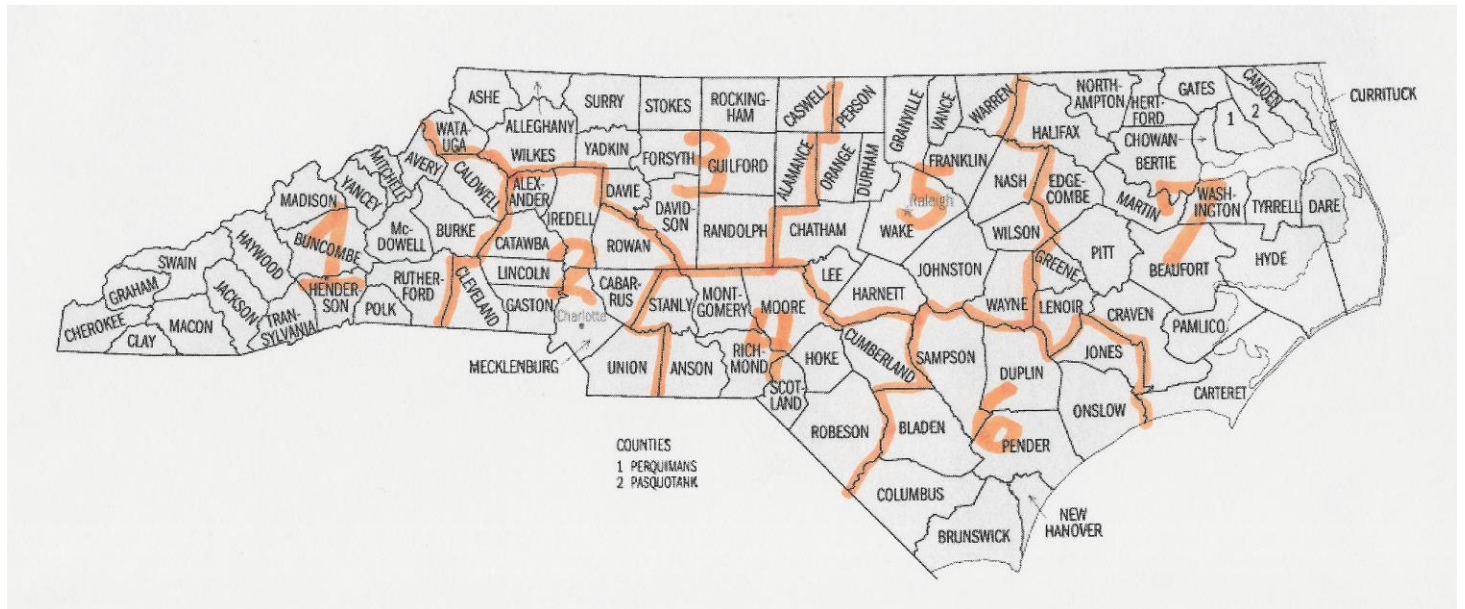 ASHE
ALLEGHANY
SURRY
STOKES
ROCKING-
HAM
CASWELL
PERSON
GRANVILLE
VANCE
WARREN
NORTH-
AMPTON
HERT-
FORD
GATES
CAMDEN
CURRITUCK
1
2
WATA-
UGA
WILKES
YADKIN
FORSYTH
3
GUILFORD
ALAMANCE
ORANGE
DURHAM
FRANKLIN
HALIFAX
CHOWAN
BERTIE
MITCHELL
AVERY
CALDWELL
ALEX-
ANDER
IREDELL
DAVIE
DAVID-
SON
RANDOLPH
CHATHAM
5
Raleigh
WAKE
NASH
EDGE-
COMBE
MARTIN
7
WASH-
INGTON
TYRRELL
DARE
MADISON
YANCEY
1
BUNCOMBE
Mc-
DOWELL
BURKE
CATAWBA
ROWAN
WILSON
PITT
BEAUFORT
HYDE
SWAIN
HAYWOOD
HENDER-
SON
RUTHER-
FORD
CLEVELAND
LINCOLN
2
CABAR-
RUS
STANLY
MONT-
GOMERY
MOORE
LEE
HARNETT
JOHNSTON
WAYNE
GREENE
LENOIR
CRAVEN
PAMLICO
GRAHAM
CHEROKEE
CLAY
MACON
JACKSON
TRAN-
SYLVANIA
POLK
GASTON
Charlotte
MECKLENBURG
UNION
ANSON
4
RICH-
MOND
HOKE
SCOT-
LAND
CUMBERLAND
SAMPSON
DUPLIN
JONES
ONSLOW
CARTERET
ROBESON
BLADEN
6
PENDER
COLUMBUS
BRUNSWICK
NEW
HANOVER
COUNTIES
1 PERQUIMANS
2 PASQUOTANK